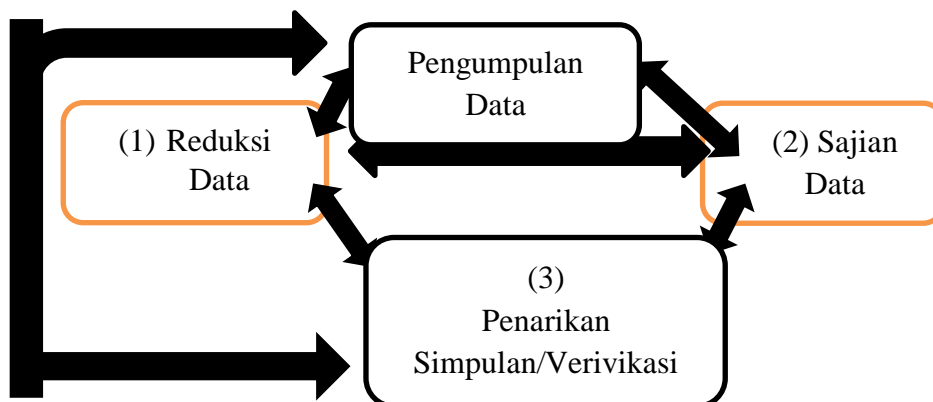 Pengumpulan
Data
(1) Reduksi
Data
(2) Sajian
Data
(3)
Penarikan
Simpulan/Verivikasi